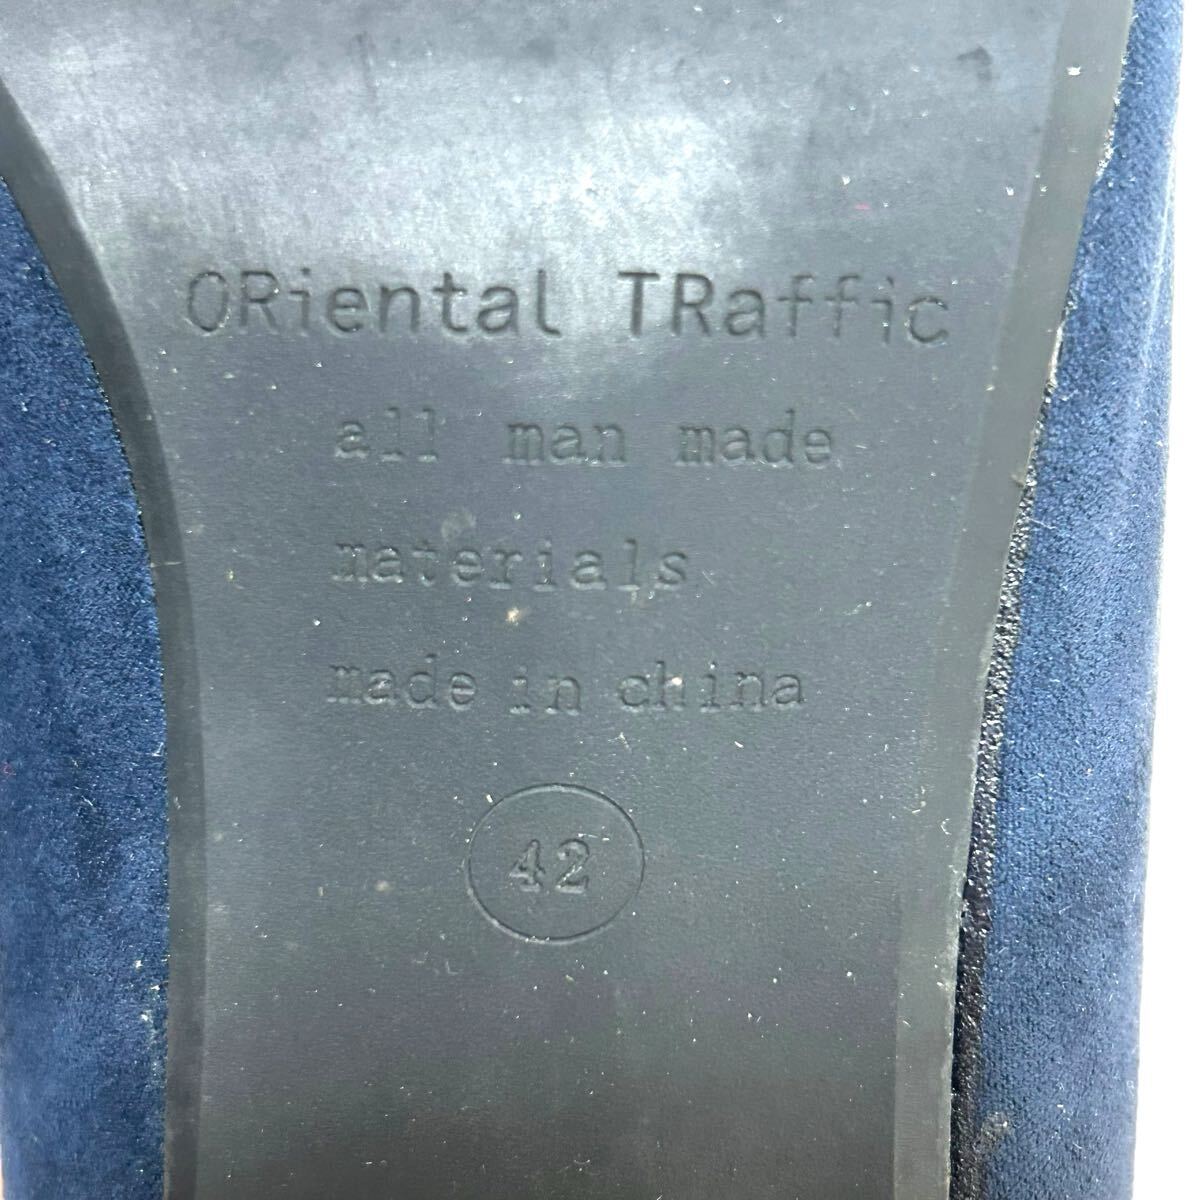 ORiental TRaffic
all man made
materials
made in china
42